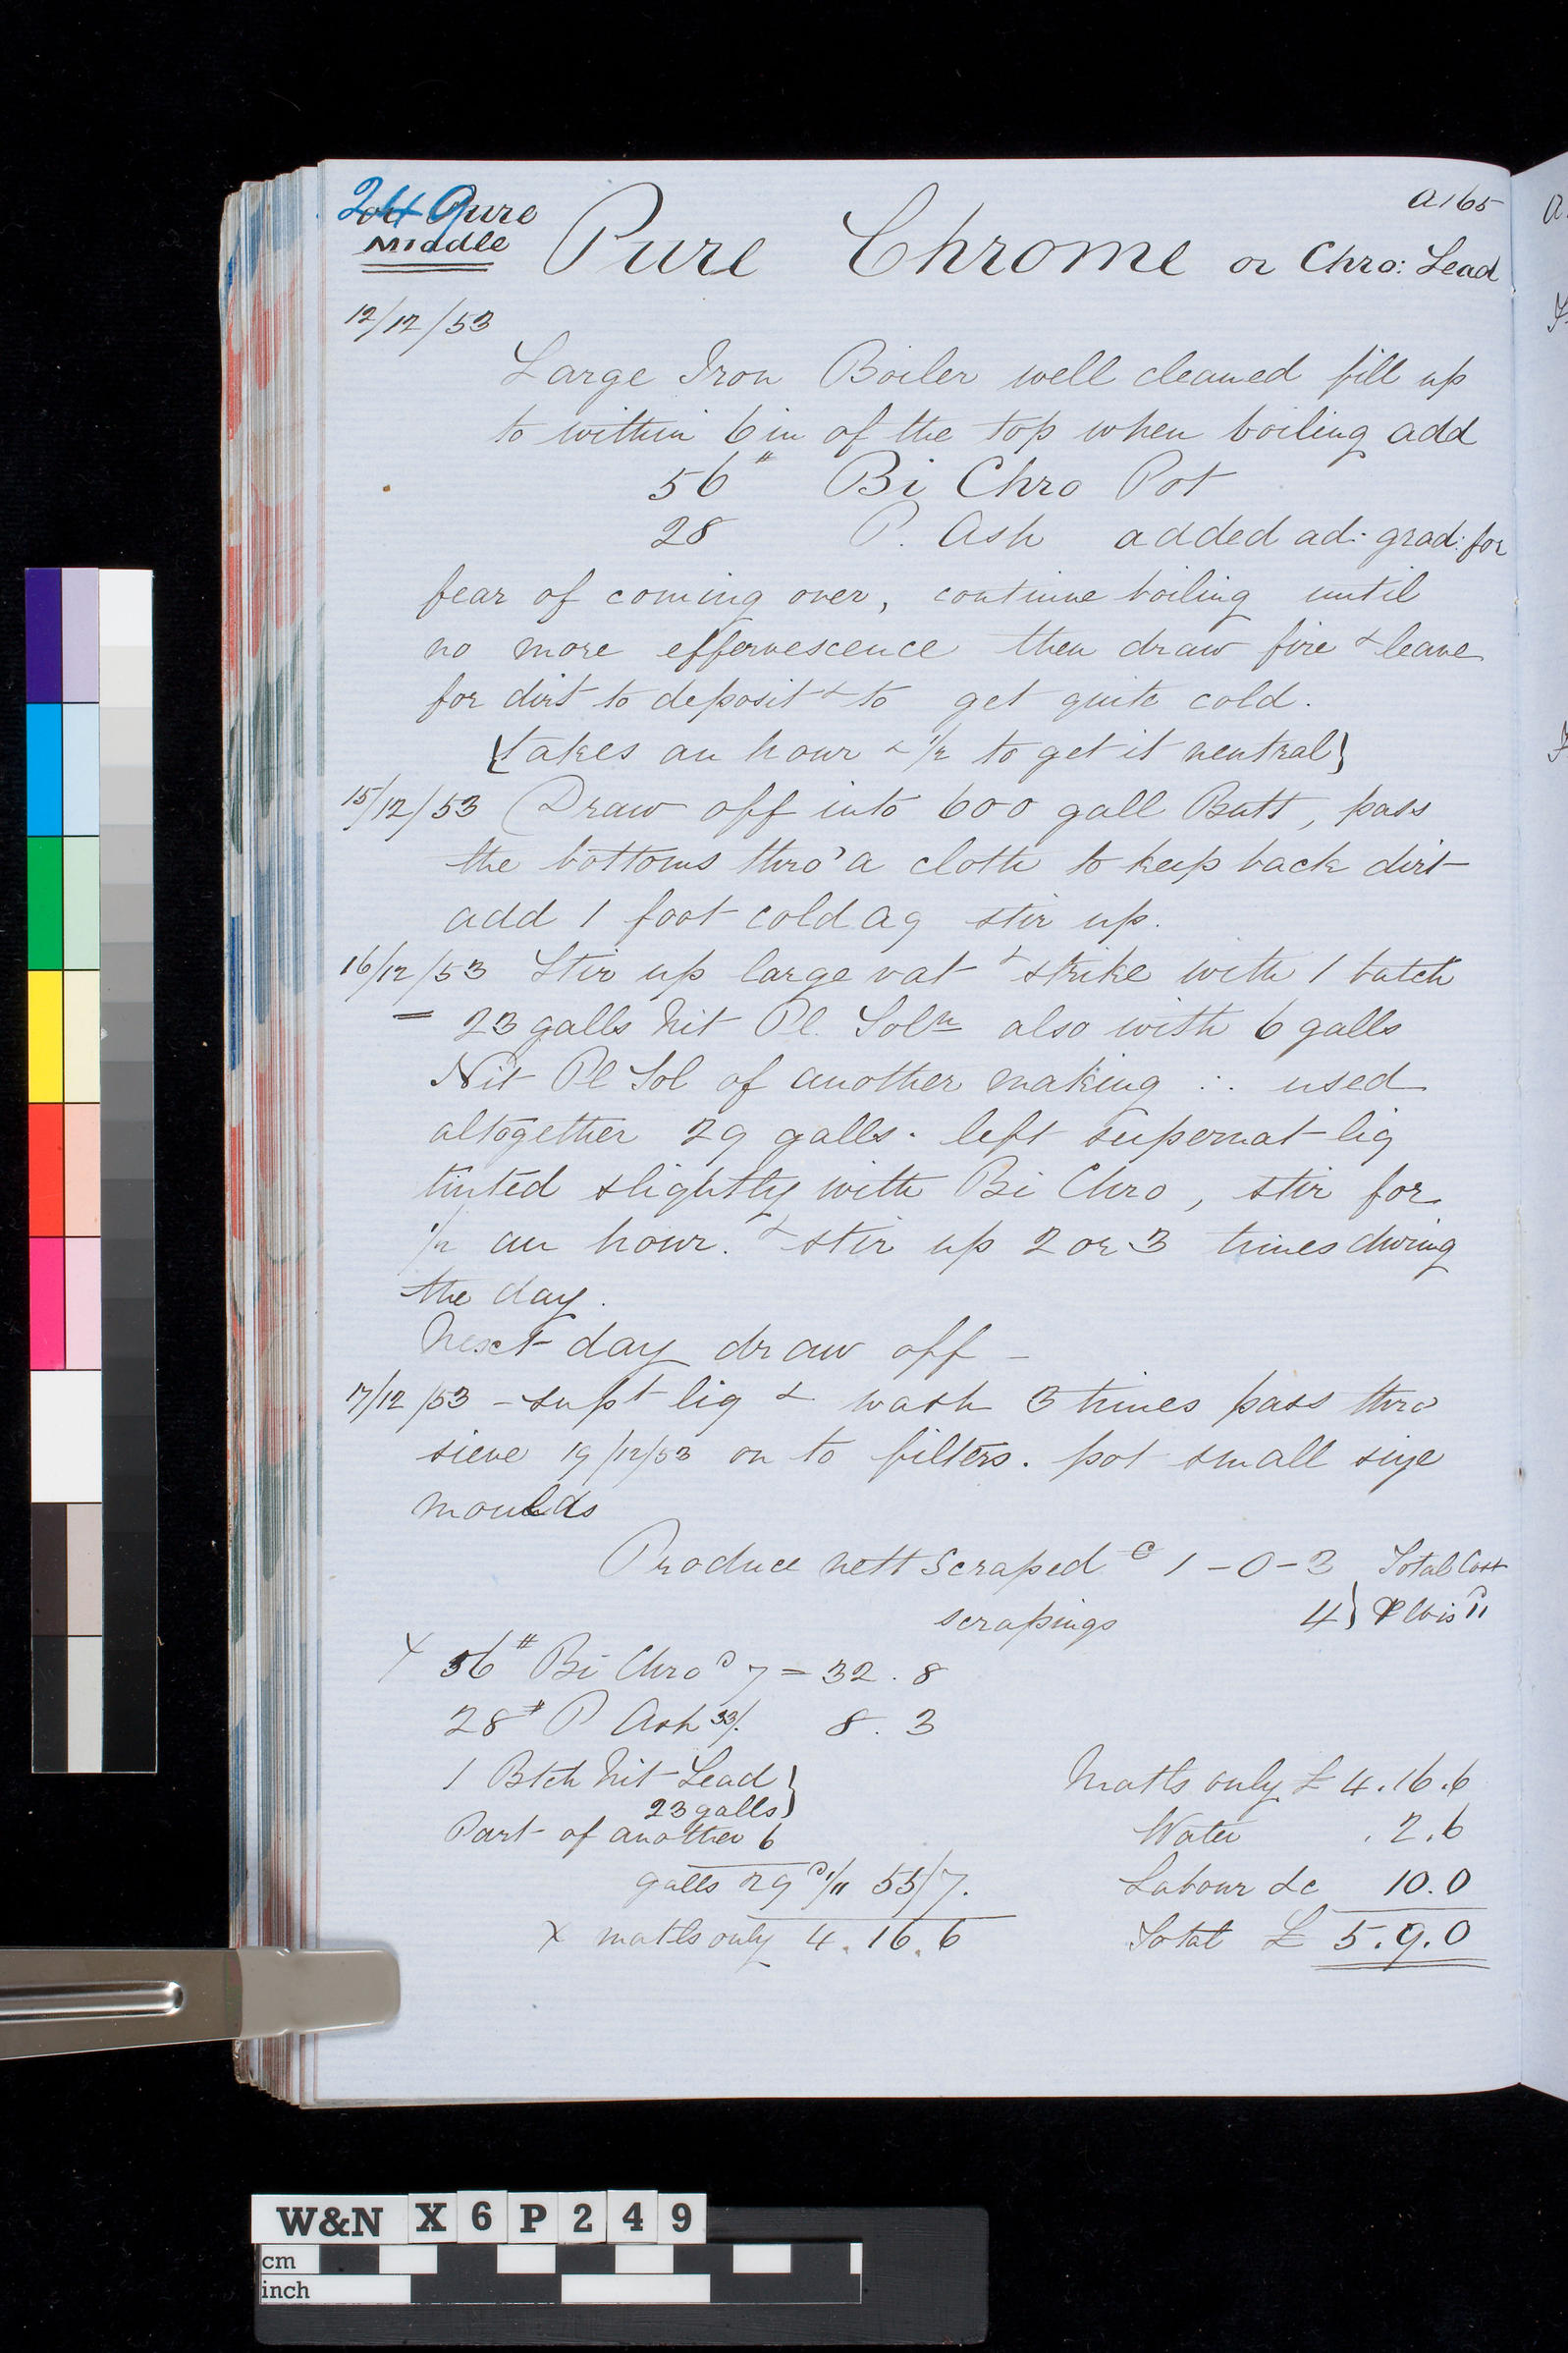 249
Pure
Middle
A165
Pure Chrome or Chro: Lead
12/12/53
Large Iron Boiler well cleaned fill up
to within 6 in of the top when boiling add
56# Bi Chro Pot
28 P. Ash added ad: grad: for
fear of coming over, continue boiling until
no more effervescence then draw fire & leave
for dirt to deposit & to get quite cold.
{takes an hour & 1/2 to get it neutral}
15/12/53 Draw off into 600 gall Butt, pass
the bottoms thro' a cloth to keep back dirt
add 1 foot cold aq stir up.
16/12/53 Stir up large vat & strike with 1 batch
= 23 galls Nit Pl. Soln also with 6 galls
Nit Pl Sol of another making ∴ used
altogether 29 galls. left supernat liq
tinted slightly with Bi Chro, stir for
1/2 an hour. & stir up 2 or 3 times during
the day.
Next day draw off –
17/12/53 – supt liq & wash 3 times pass thro
sieve 19/12/53 on to filters. pot small size
moulds
Produce nett Scraped C 1–0–3 Total Cost
scrapings 4}
X 56# Bi Chro @ 7 = 32.8
28# P Ash 33/. 8.3
1 Btch Nit Lead }
23 galls }
Part of another 6
galls 29 @ 1/11 55/7.
X matls only 4.16.6
Matls only £ 4.16.6
Water .2.6
Labour &c 10.0
Total £ 5.9.0
W&N X6P249
cm
inch